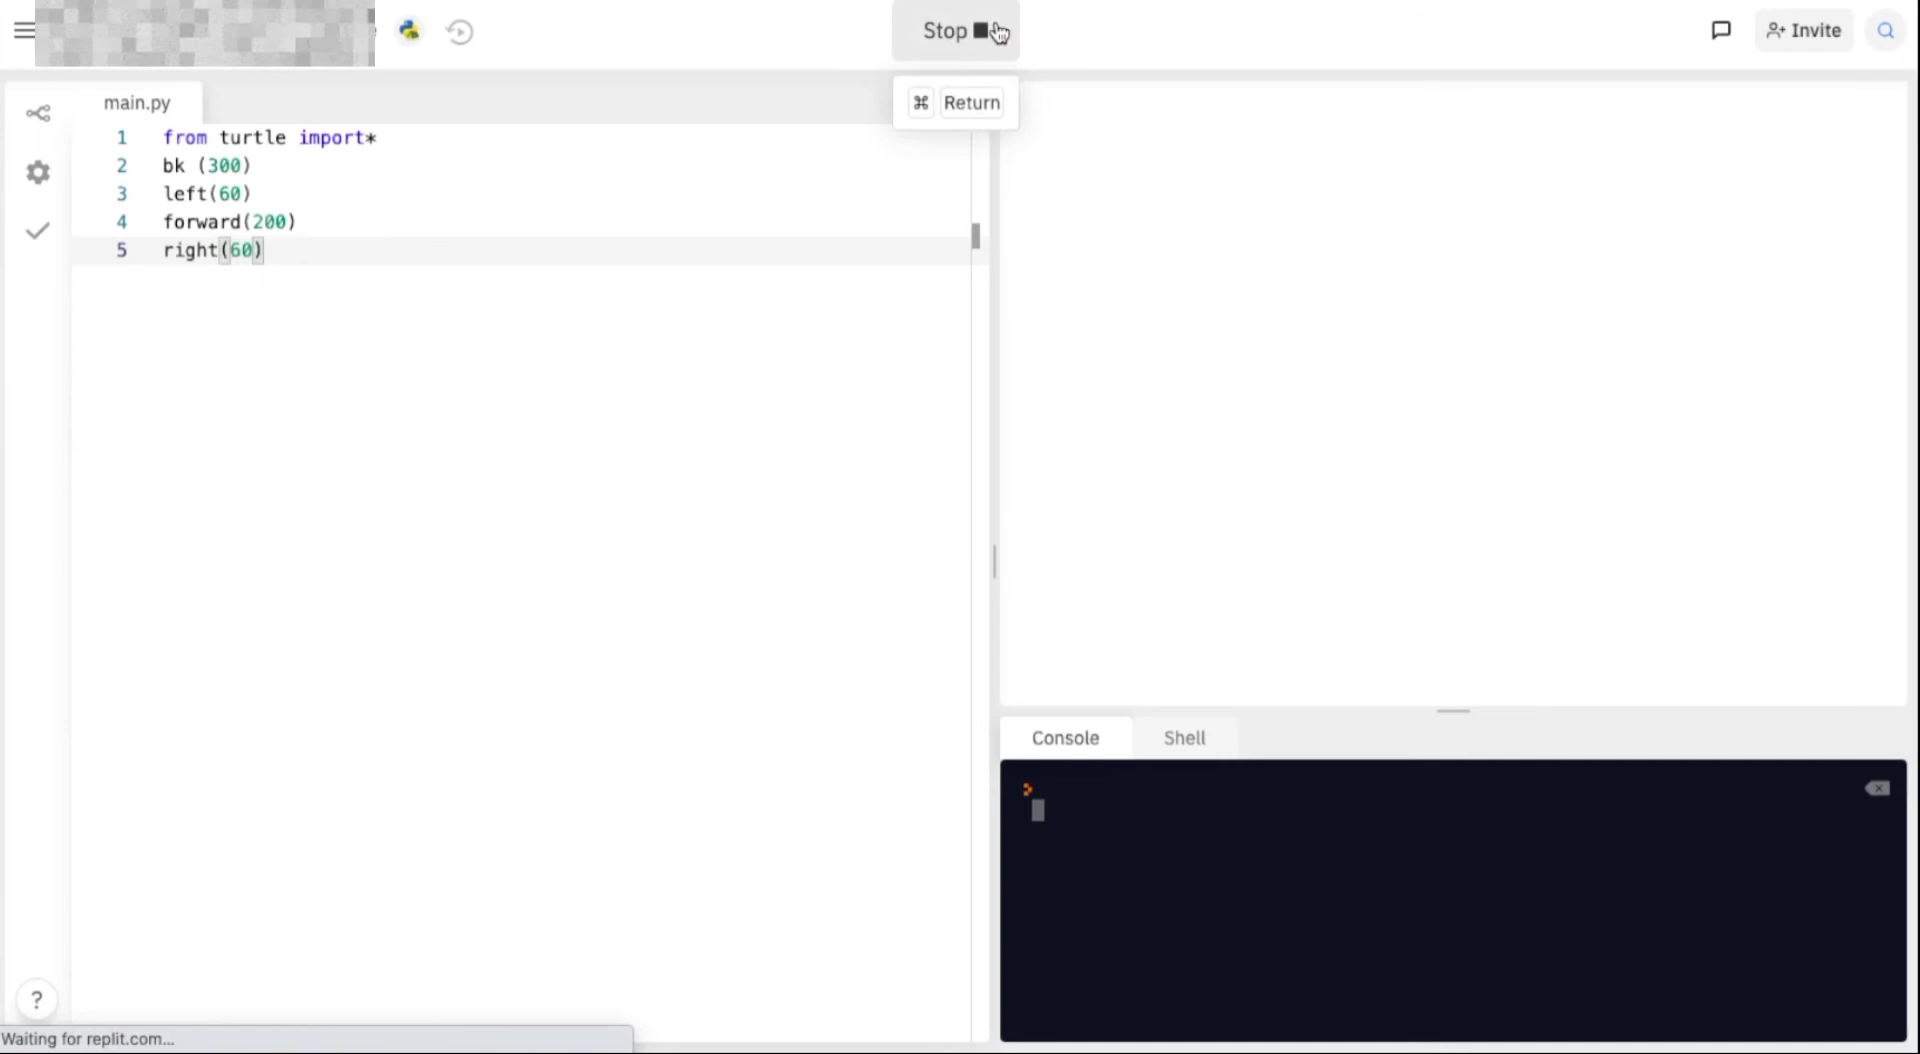 Stop
Invite
⌘ Return
main.py
1 from turtle import*
2 bk (300)
3 left(60)
4 forward(200)
5 right(60)
Console
Shell
?
Waiting for replit.com...